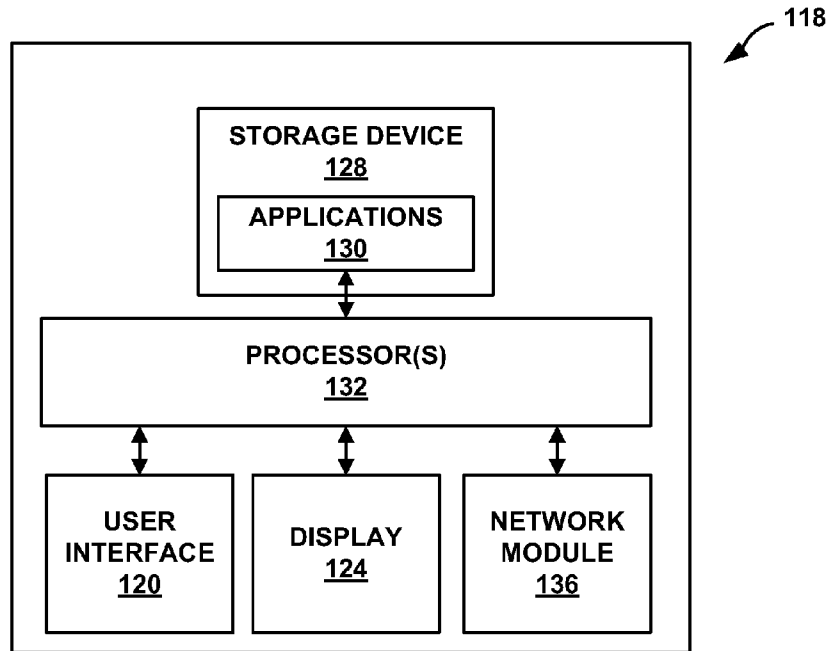 118
STORAGE DEVICE
128
APPLICATIONS
130
PROCESSOR(S)
132
USER
INTERFACE
120
DISPLAY
124
NETWORK
MODULE
136